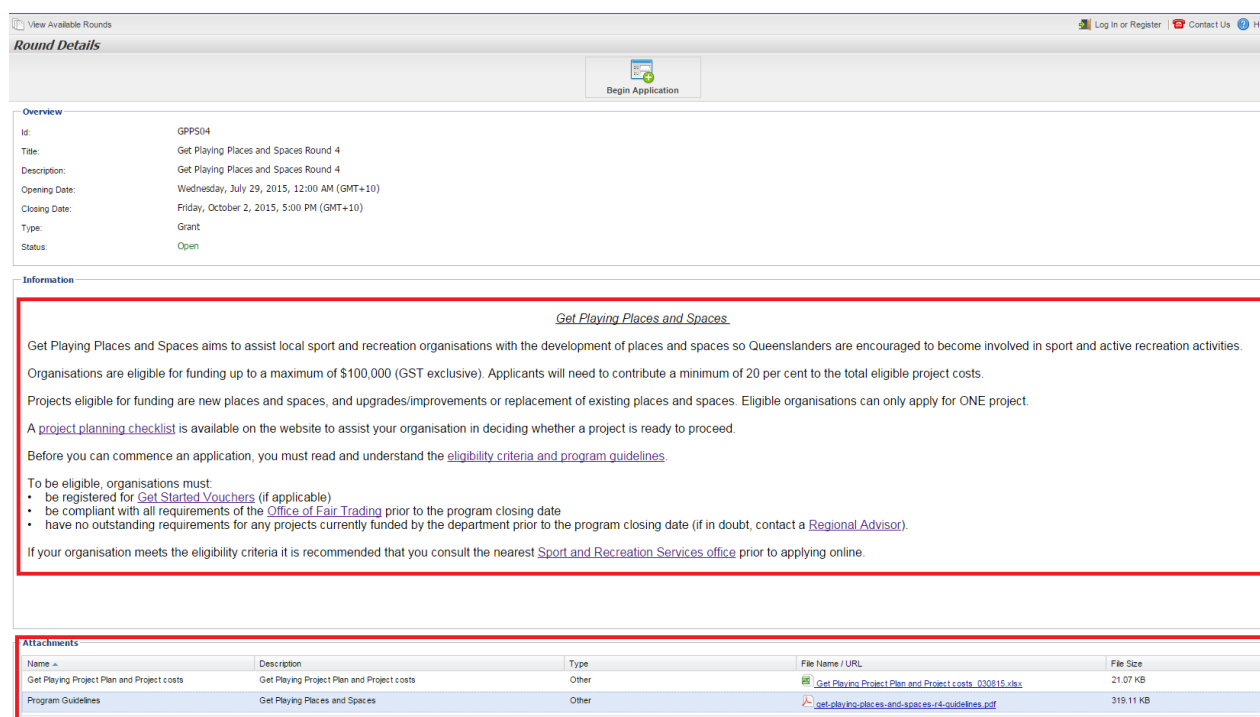 View Available Rounds Log In or Register Contact Us H
Round Details
Begin Application
Overview
Id: GPPS04
Title: Get Playing Places and Spaces Round 4
Description: Get Playing Places and Spaces Round 4
Opening Date: Wednesday, July 29, 2015, 12:00 AM (GMT+10)
Closing Date: Friday, October 2, 2015, 5:00 PM (GMT+10)
Type: Grant
Status: Open
Information
Get Playing Places and Spaces
Get Playing Places and Spaces aims to assist local sport and recreation organisations with the development of places and spaces so Queenslanders are encouraged to become involved in sport and active recreation activities.
Organisations are eligible for funding up to a maximum of $100,000 (GST exclusive). Applicants will need to contribute a minimum of 20 per cent to the total eligible project costs.
Projects eligible for funding are new places and spaces, and upgrades/improvements or replacement of existing places and spaces. Eligible organisations can only apply for ONE project.
A project planning checklist is available on the website to assist your organisation in deciding whether a project is ready to proceed.
Before you can commence an application, you must read and understand the eligibility criteria and program guidelines.
To be eligible, organisations must:
• be registered for Get Started Vouchers (if applicable)
• be compliant with all requirements of the Office of Fair Trading prior to the program closing date
• have no outstanding requirements for any projects currently funded by the department prior to the program closing date (if in doubt, contact a Regional Advisor).
If your organisation meets the eligibility criteria it is recommended that you consult the nearest Sport and Recreation Services office prior to applying online.
Attachments
Name Description Type File Name / URL File Size
Get Playing Project Plan and Project costs Get Playing Project Plan and Project costs Other Get Playing Project Plan and Project costs_030815.xlsx 21.07 KB
Program Guidelines Get Playing Places and Spaces Other get-playing-places-and-spaces-r4-guidelines.pdf 319.11 KB